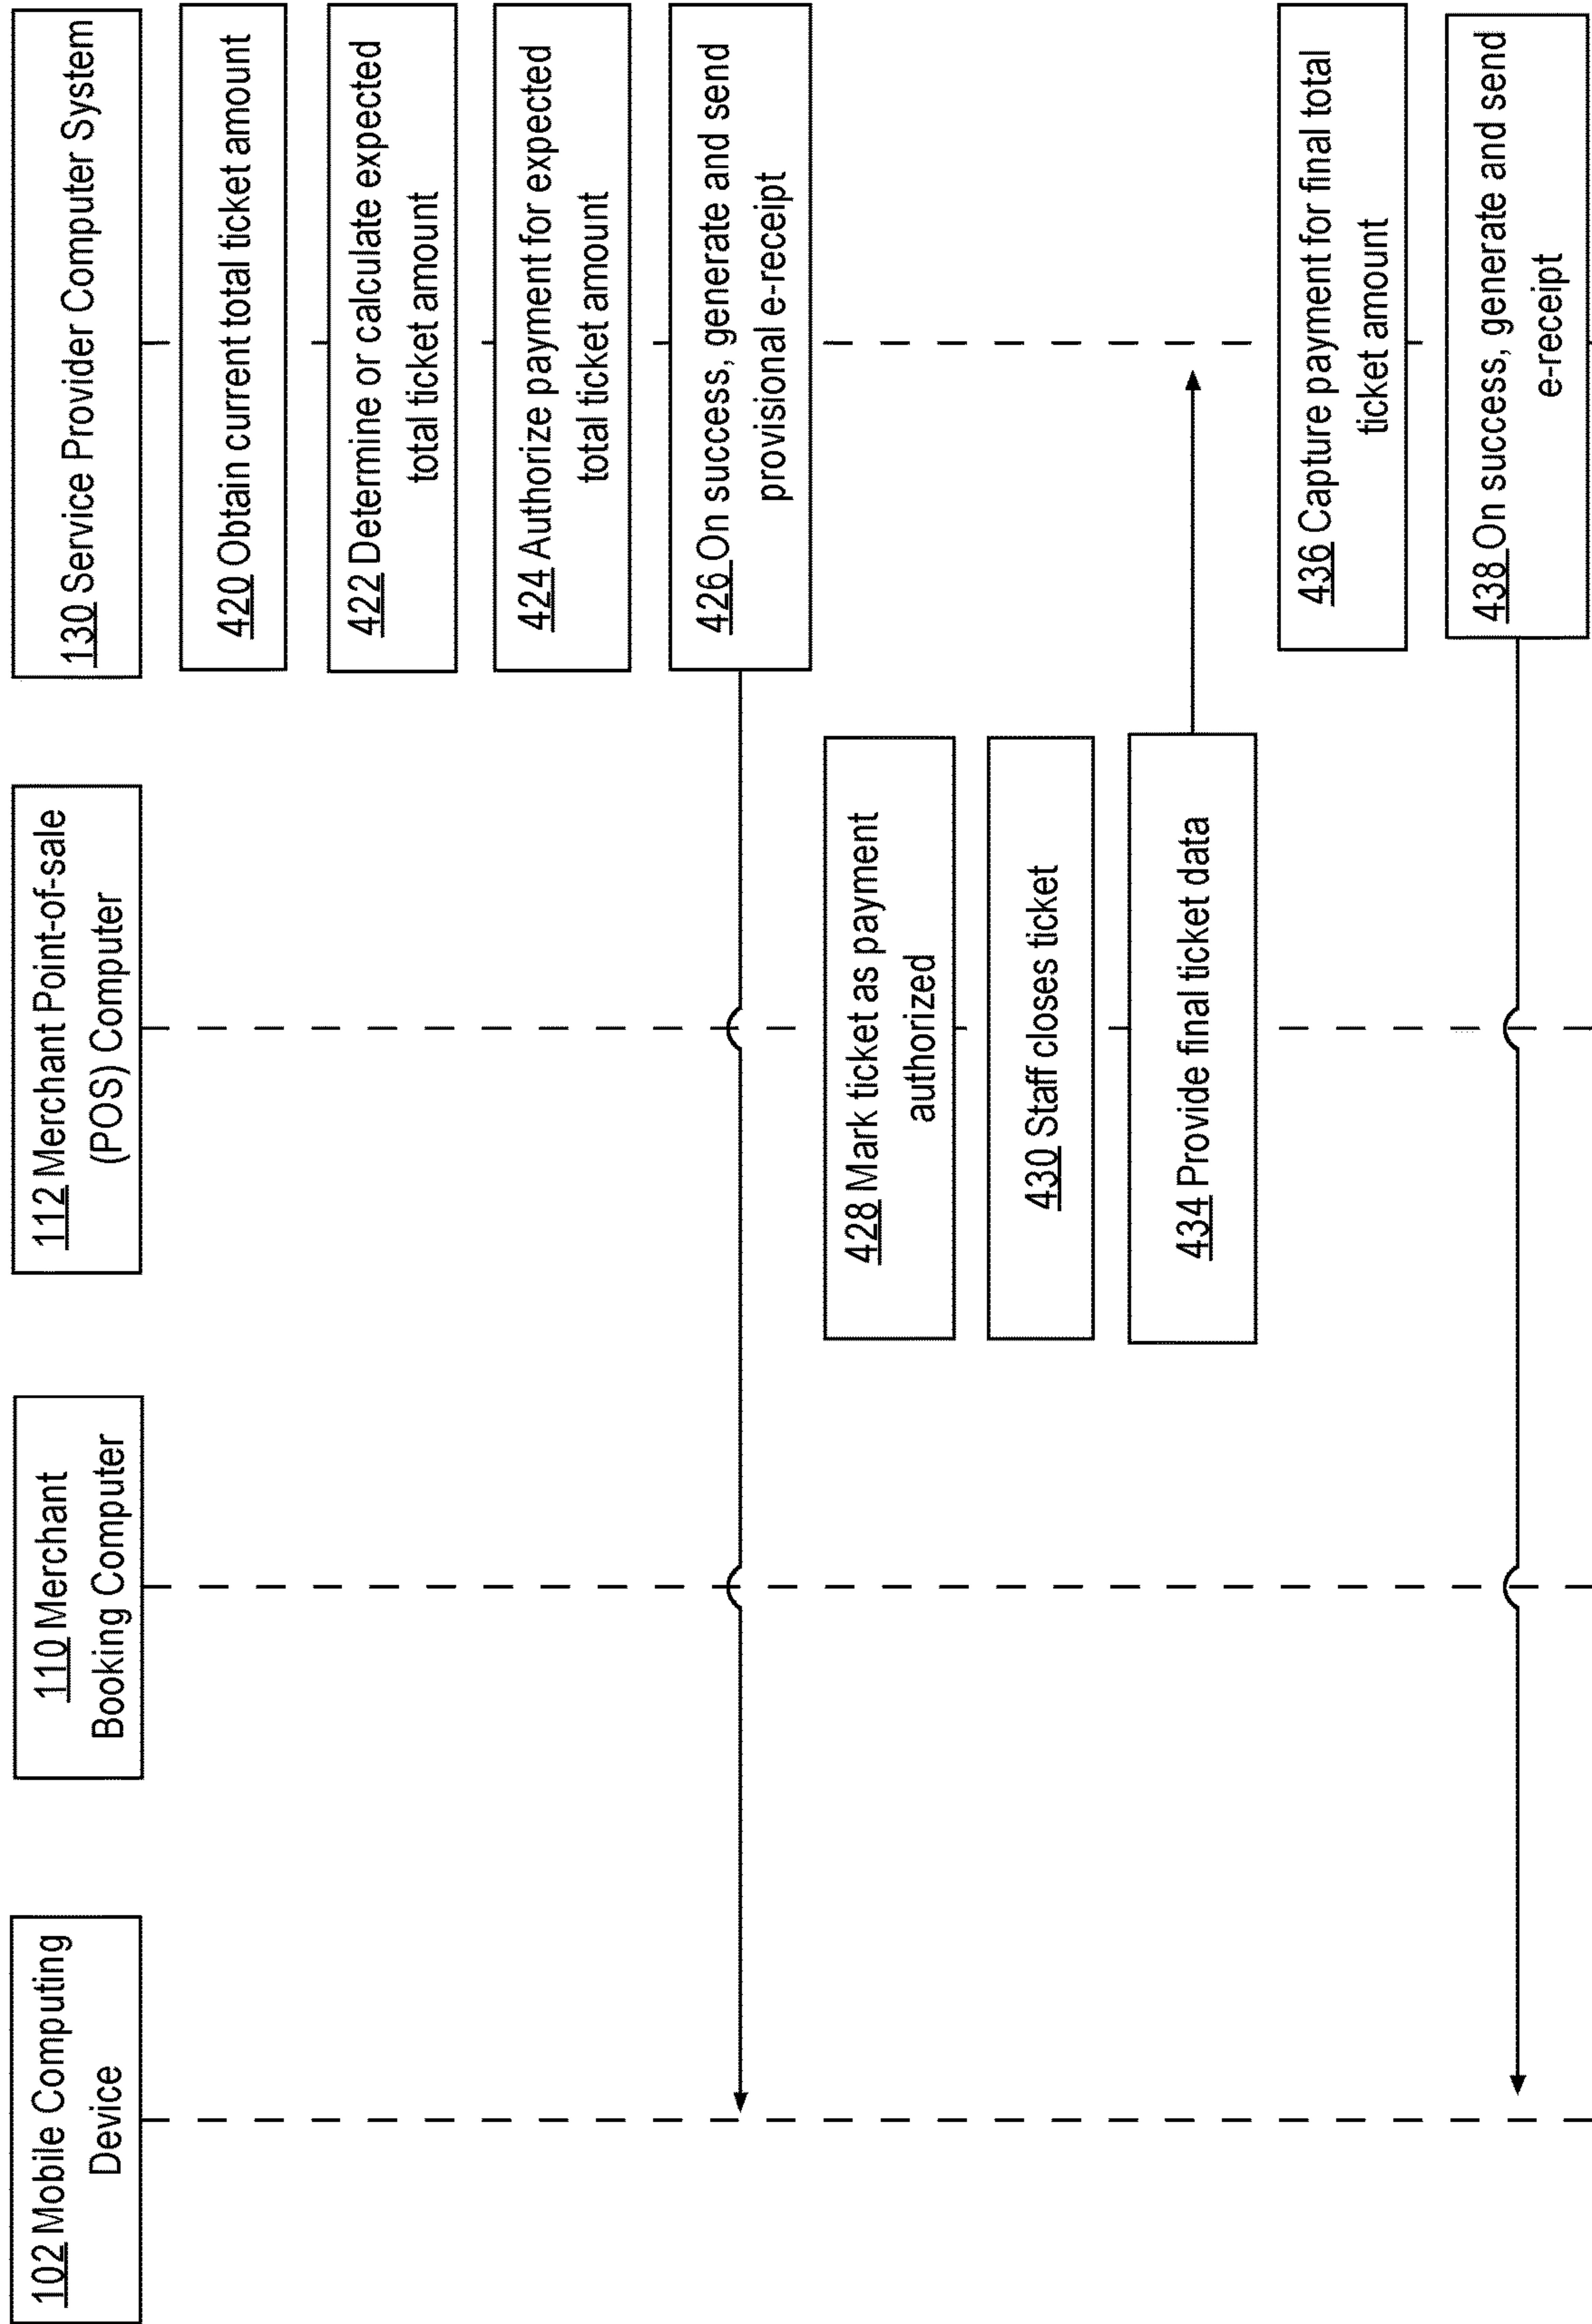 102 Mobile Computing
Device
110 Merchant
Booking Computer
112 Merchant Point-of-sale
(POS) Computer
130 Service Provider Computer System
420 Obtain current total ticket amount
422 Determine or calculate expected
total ticket amount
424 Authorize payment for expected
total ticket amount
426 On success, generate and send
provisional e-receipt
428 Mark ticket as payment
authorized
430 Staff closes ticket
434 Provide final ticket data
436 Capture payment for final total
ticket amount
438 On success, generate and send
e-receipt